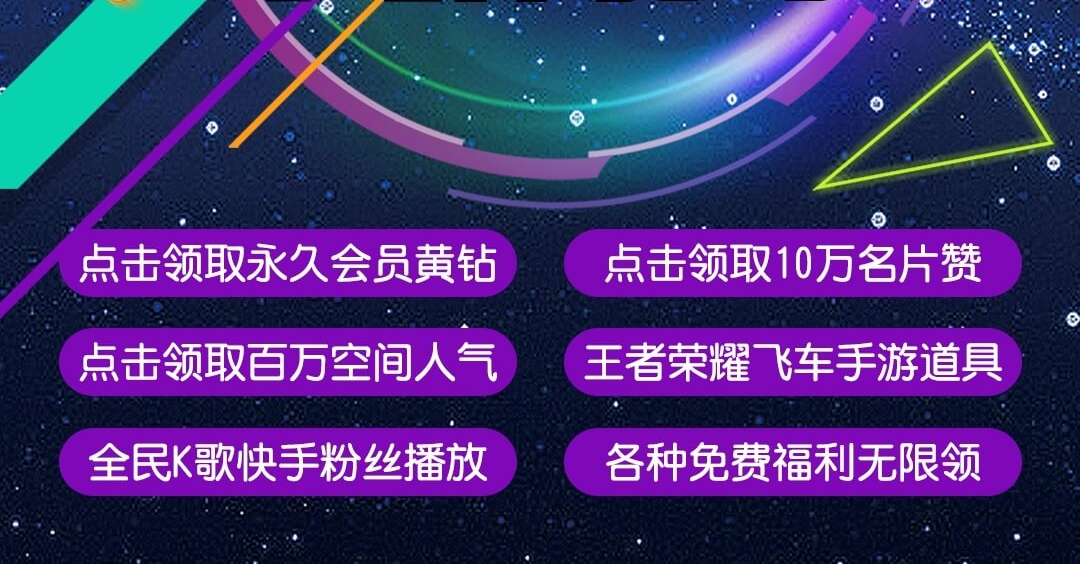 点击领取永久会员黄钻
点击领取10万名片赞
点击领取百万空间人气
王者荣耀飞车手游道具
全民K歌快手粉丝播放
各种免费福利无限领